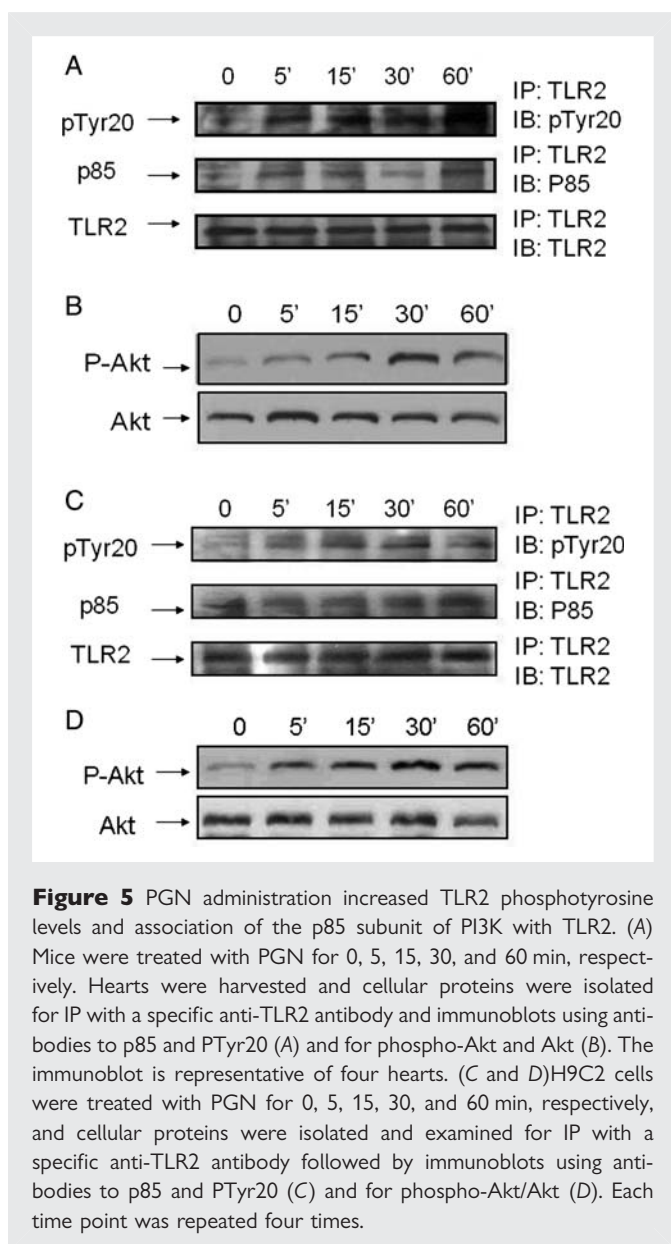 A
0 5' 15' 30' 60'
IP: TLR2
pTyr20
IB: pTyr20
p85
IP: TLR2
IB: P85
TLR2
IP: TLR2
IB: TLR2
B
0 5' 15' 30' 60'
P-Akt
Akt
C
0 5' 15' 30' 60'
IP: TLR2
pTyr20
IB: pTyr20
p85
IP: TLR2
IB: P85
TLR2
IP: TLR2
IB: TLR2
D
0 5' 15' 30' 60'
P-Akt
Akt
Figure 5 PGN administration increased TLR2 phosphotyrosine
levels and association of the p85 subunit of PI3K with TLR2. (A)
Mice were treated with PGN for 0, 5, 15, 30, and 60 min, respect-
ively. Hearts were harvested and cellular proteins were isolated
for IP with a specific anti-TLR2 antibody and immunoblots using anti-
bodies to p85 and PTyr20 (A) and for phospho-Akt and Akt (B). The
immunoblot is representative of four hearts. (C and D)H9C2 cells
were treated with PGN for 0, 5, 15, 30, and 60 min, respectively,
and cellular proteins were isolated and examined for IP with a
specific anti-TLR2 antibody followed by immunoblots using anti-
bodies to p85 and PTyr20 (C) and for phospho-Akt/Akt (D). Each
time point was repeated four times.